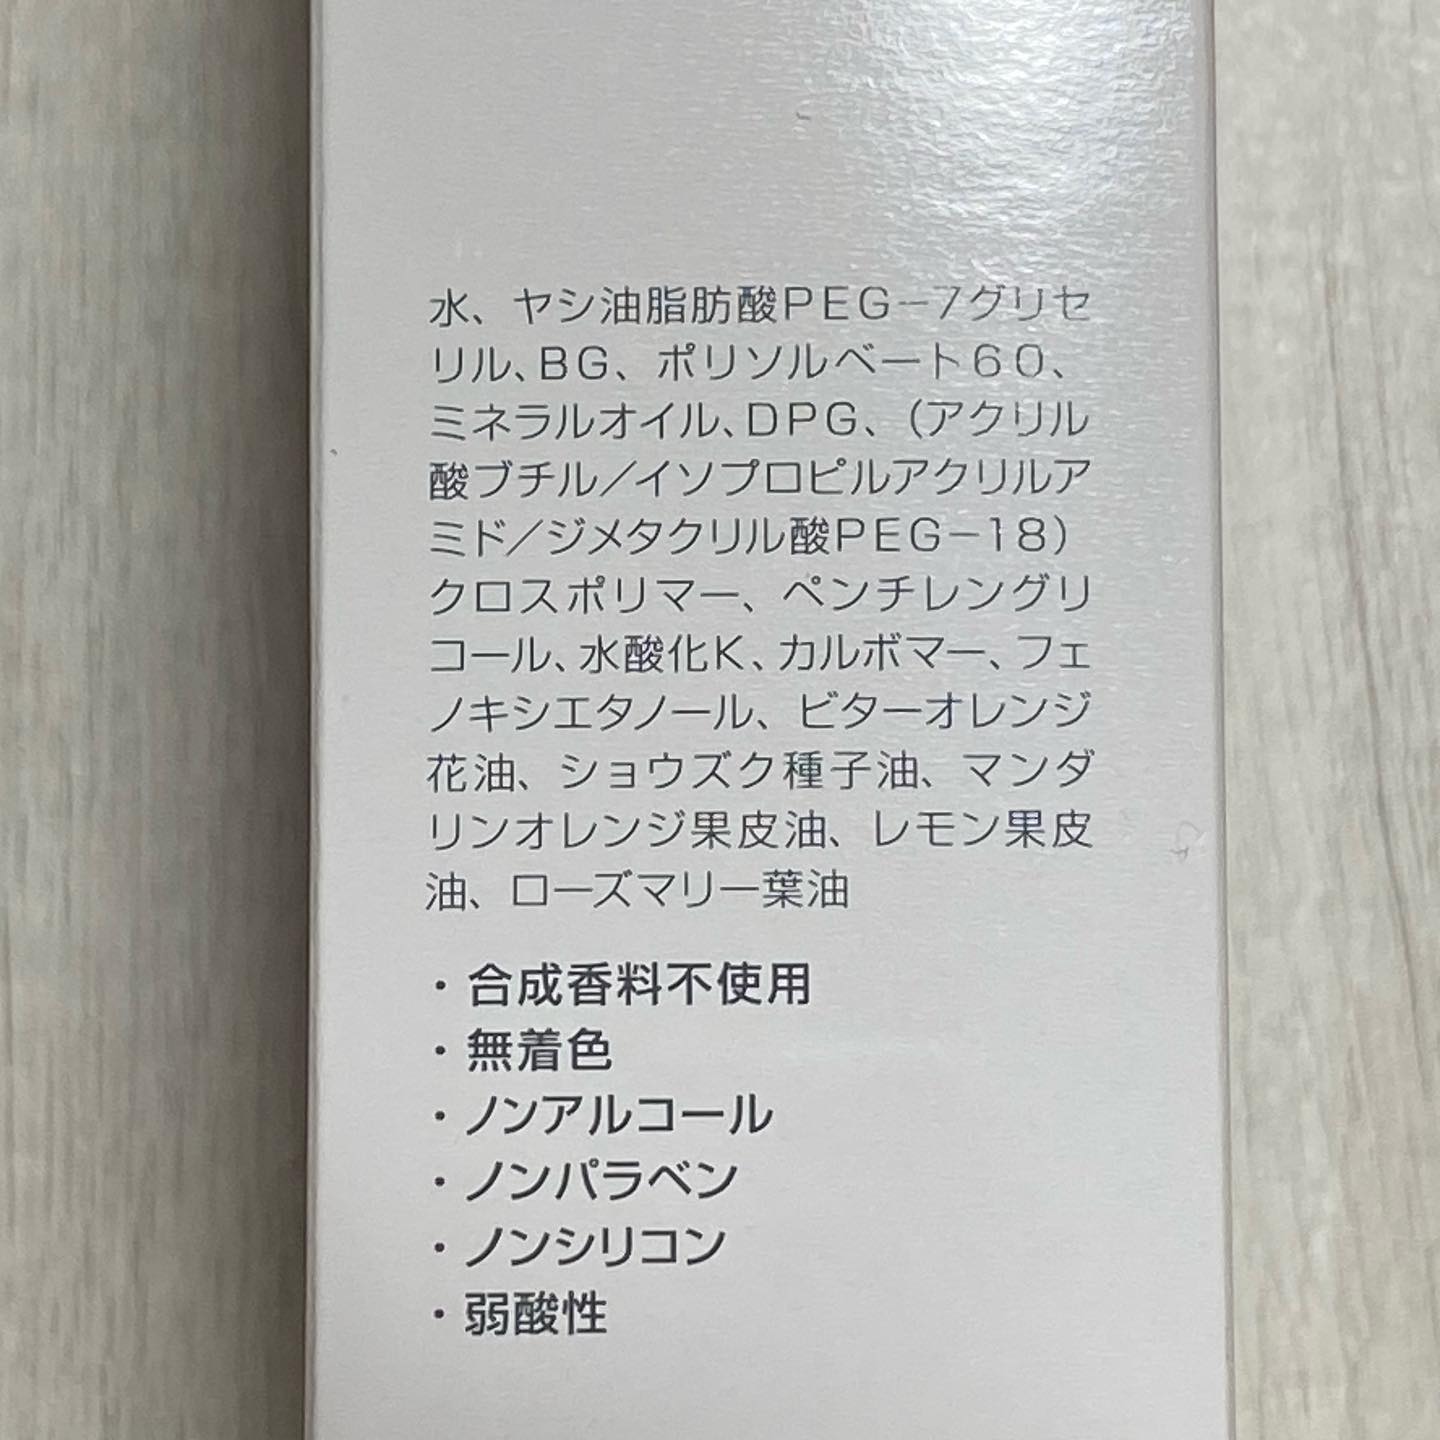 水、ヤシ油脂肪酸PEG-7グリセ
リル、BG、ポリソルベート60、
ミネラルオイル、DPG、(アクリル
酸ブチル/イソプロピルアクリルア
ミド/ジメタクリル酸PEG-18)
クロスポリマー、ペンチレングリ
コール、水酸化K、カルボマー、フェ
ノキシエタノール、ビターオレンジ
花油、ショウズク種子油、マンダ
リンオレンジ果皮油、レモン果皮
油、ローズマリー葉油
・合成香料不使用
・無着色
・ノンアルコール
・ノンパラベン
・ノンシリコン
・弱酸性